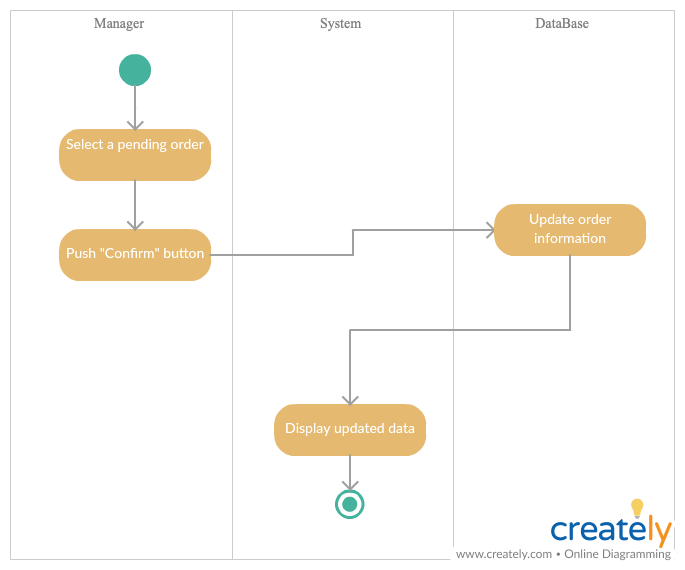 Manager
System
DataBase
Select a pending order
Update order
information
Push "Confirm" button
Display updated data
creately
www.creately.com • Online Diagramming